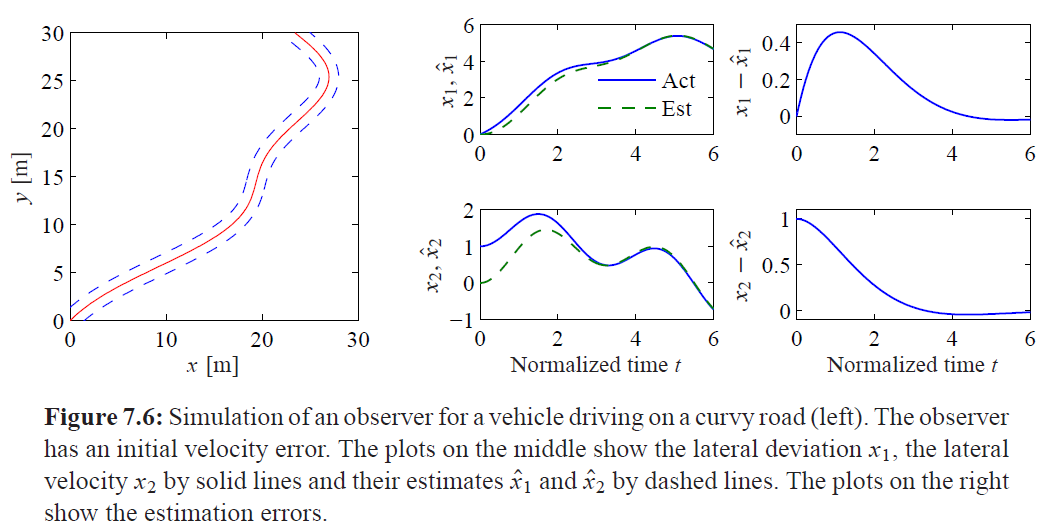 30
25
20
15
10
5
0
y [m]
0 10 20 30
x [m]
6
4
2
0
x₁, x̂₁
Act
Est
0 2 4 6
0.4
0.2
0
x₁ − x̂₁
0 2 4 6
2
1
0
−1
x₂, x̂₂
0 2 4 6
Normalized time t
1
0.5
0
x₂ − x̂₂
0 2 4 6
Normalized time t
Figure 7.6: Simulation of an observer for a vehicle driving on a curvy road (left). The observer
has an initial velocity error. The plots on the middle show the lateral deviation x₁, the lateral
velocity x₂ by solid lines and their estimates x̂₁ and x̂₂ by dashed lines. The plots on the right
show the estimation errors.